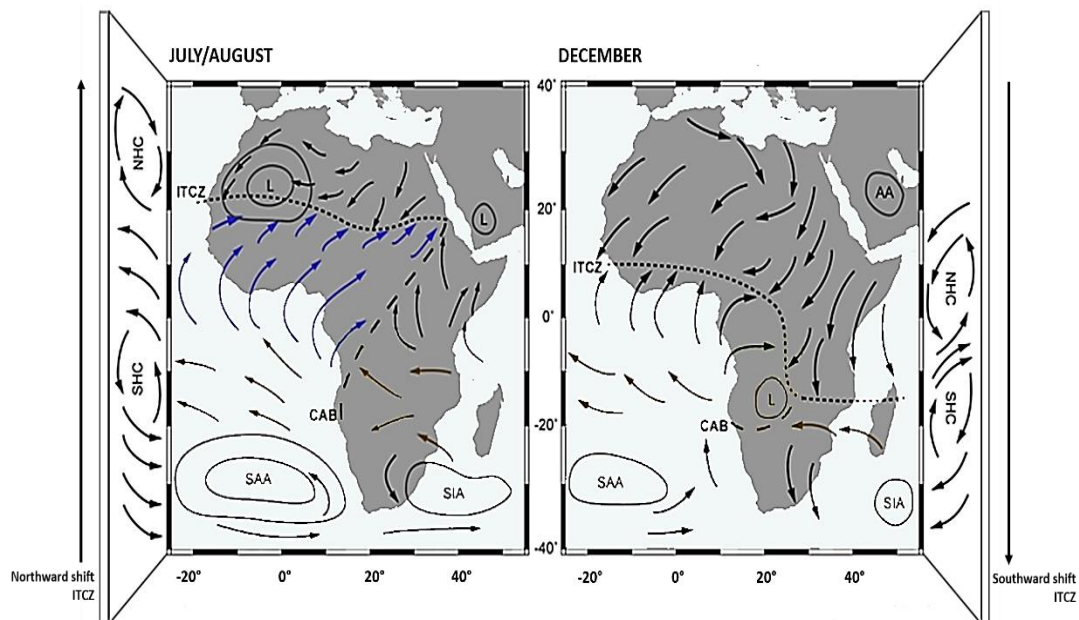 JULY/AUGUST
DECEMBER
NHC
SHC
ITCZ
L
L
CAB
SAA
SIA
-20°
0°
20°
40°
Northward shift
ITCZ
40°
20°
0°
-20°
-40°
AA
ITCZ
L
CAB
SAA
SIA
-20°
0°
20°
40°
NHC
SHC
Southward shift
ITCZ